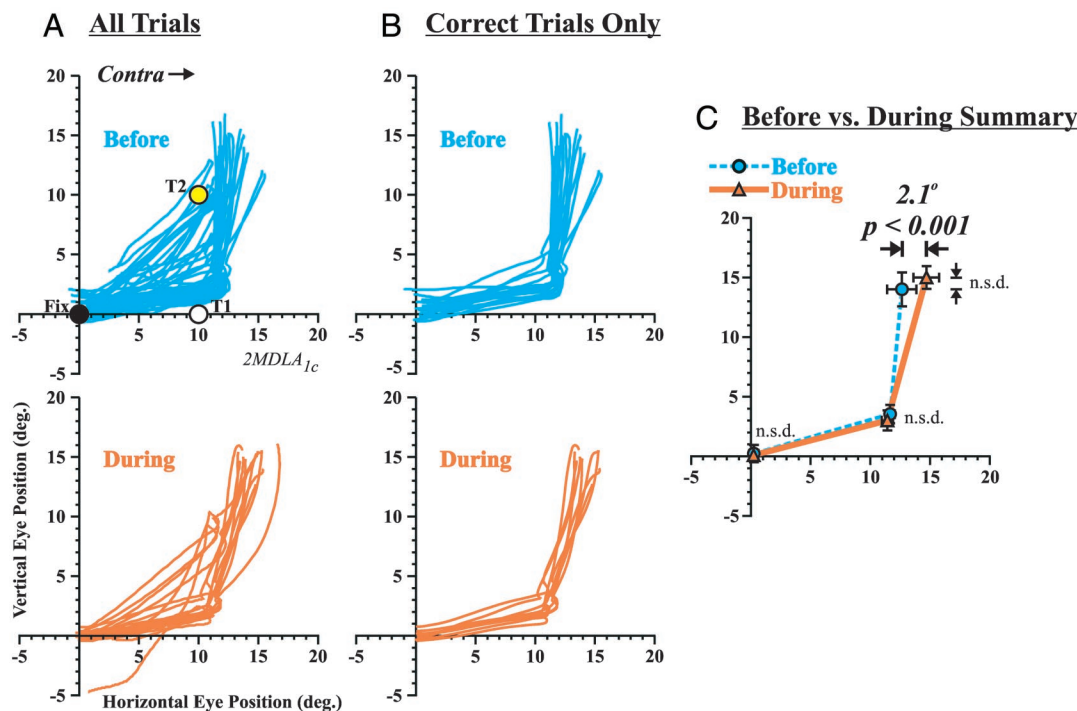 A All Trials
B Correct Trials Only
C Before vs. During Summary
20
Contra
15
Before
10
T2
5
Fix
T1
-5
5
10
15
20
2MDLA1c
-5
20
15
Before
10
5
-5
5
10
15
20
-5
Before
During
2.1o
p < 0.001
20
15
n.s.d.
10
5
n.s.d.
n.s.d.
-5
5
10
15
20
-5
Vertical Eye Position (deg.)
20
During
15
10
5
-5
5
10
15
20
-5
Horizontal Eye Position (deg.)
20
During
15
10
5
-5
5
10
15
20
-5